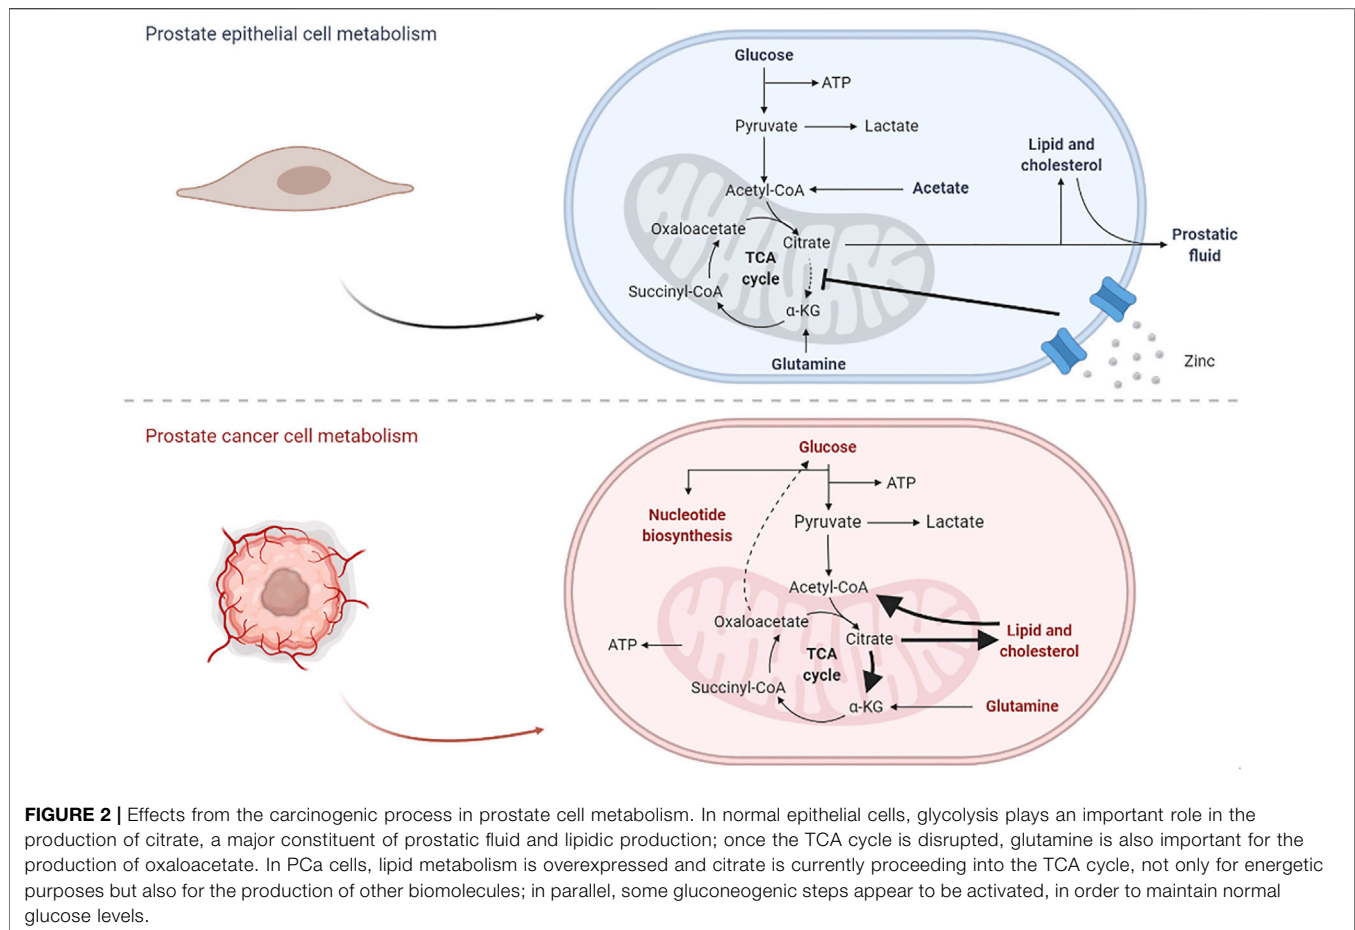 Prostate epithelial cell metabolism
Glucose
ATP
Pyruvate
Lactate
Lipid and
cholesterol
Acetyl-CoA
Acetate
Oxaloacetate
Citrate
Prostatic
fluid
TCA
cycle
Succinyl-CoA
α-KG
Glutamine
Zinc
Prostate cancer cell metabolism
Glucose
ATP
Nucleotide
biosynthesis
Pyruvate
Lactate
Acetyl-CoA
Oxaloacetate
Citrate
Lipid and
cholesterol
ATP
TCA
cycle
Succinyl-CoA
α-KG
Glutamine
FIGURE 2 | Effects from the carcinogenic process in prostate cell metabolism. In normal epithelial cells, glycolysis plays an important role in the
production of citrate, a major constituent of prostatic fluid and lipidic production; once the TCA cycle is disrupted, glutamine is also important for the
production of oxaloacetate. In PCa cells, lipid metabolism is overexpressed and citrate is currently proceeding into the TCA cycle, not only for energetic
purposes but also for the production of other biomolecules; in parallel, some gluconeogenic steps appear to be activated, in order to maintain normal
glucose levels.